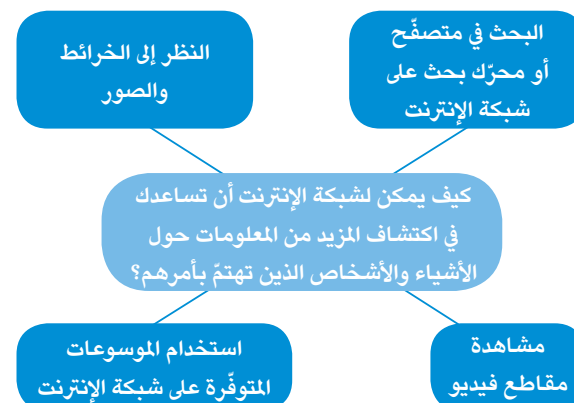 البحث في متصفّح
أو محرّك بحث على
شبكة الإنترنت
النظر إلى الخرائط
والصور
كيف يمكن لشبكة الإنترنت أن تساعدك
في اكتشاف المزيد من المعلومات حول
الأشياء والأشخاص الذين تهتمّ بأمرهم؟
مشاهدة
مقاطع فيديو
استخدام الموسوعات
المتوفّرة على شبكة الإنترنت